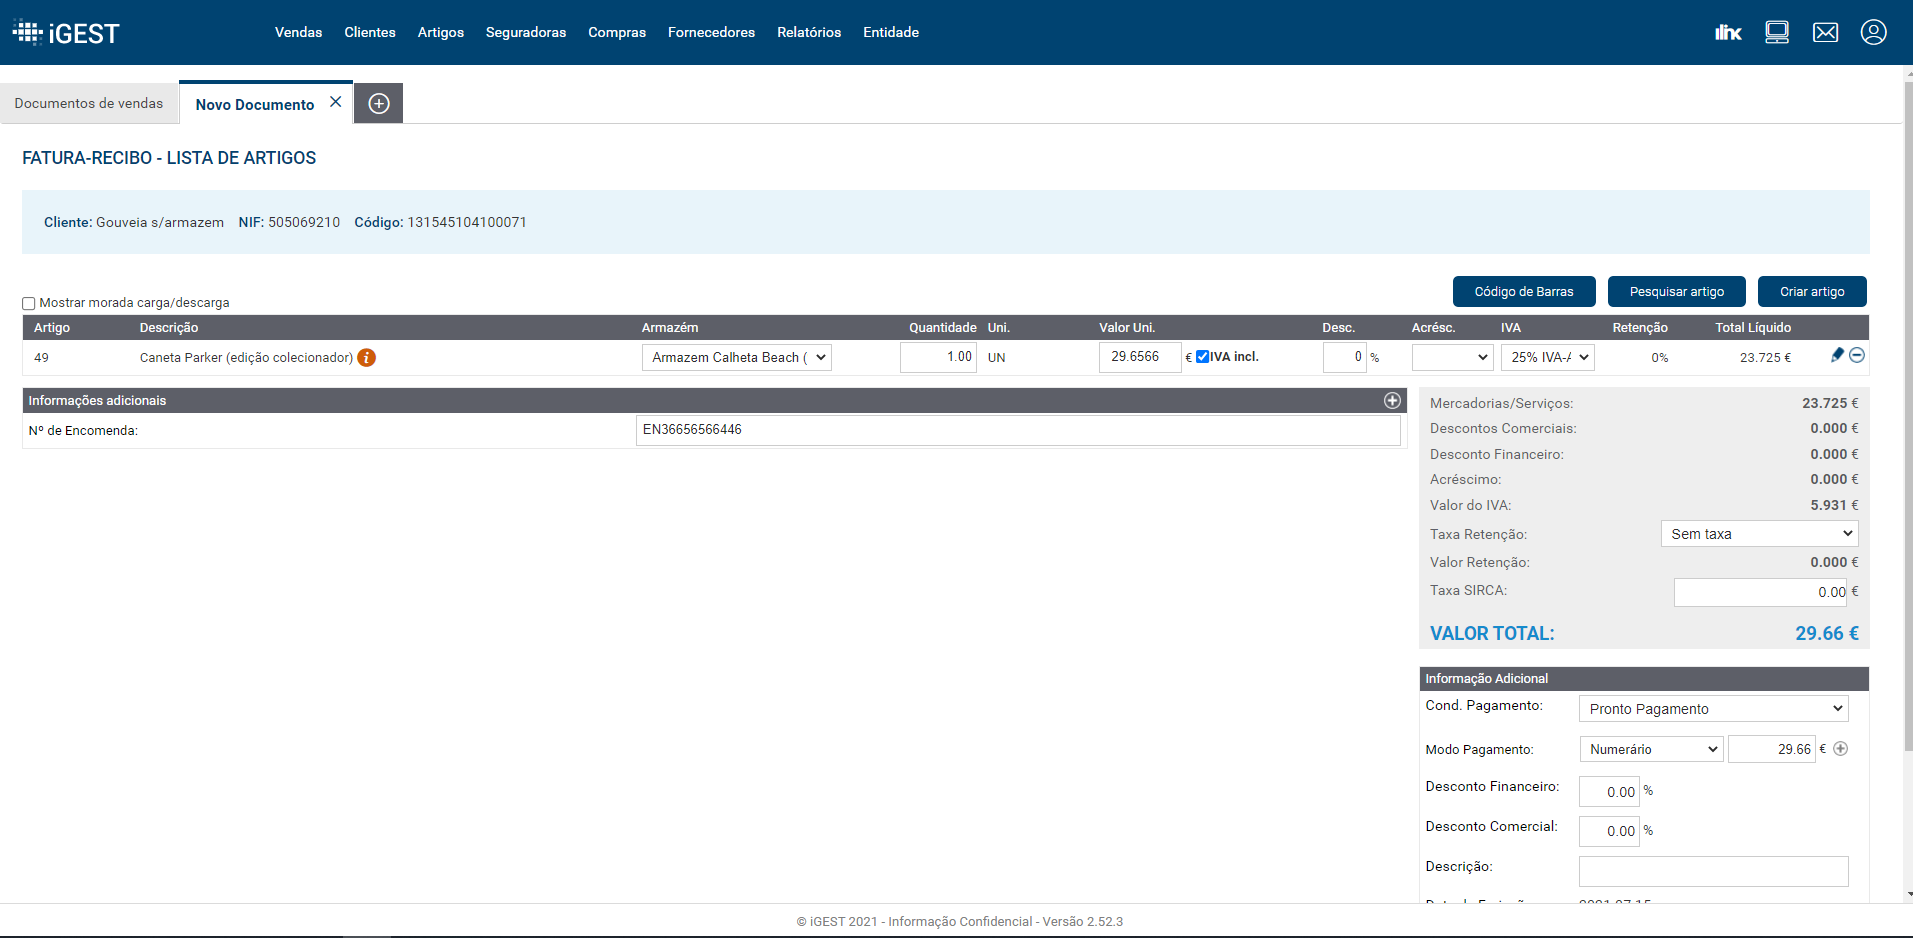 iGEST
Vendas Clientes Artigos Seguradoras Compras Fornecedores Relatórios Entidade
ilink
Documentos de vendas
Novo Documento
FATURA-RECIBO - LISTA DE ARTIGOS
Cliente: Gouveia s/armazem NIF: 505069210 Código: 131545104100071
Código de Barras Pesquisar artigo Criar artigo
Mostrar morada carga/descarga
Artigo Descrição Armazém Quantidade Uni. Valor Uni. Desc. Acrésc. IVA Retenção Total Líquido
49 Caneta Parker (edição colecionador) i Armazem Calheta Beach ( 1.00 UN 29.6566 € IVA incl. 0 % 25% IVA-A 0% 23.725 €
Informações adicionais
Nº de Encomenda: EN36656566446
Mercadorias/Serviços: 23.725 €
Descontos Comerciais: 0.000 €
Desconto Financeiro: 0.000 €
Acréscimo: 0.000 €
Valor do IVA: 5.931 €
Taxa Retenção: Sem taxa
Valor Retenção: 0.000 €
Taxa SIRCA: 0.00 €
VALOR TOTAL: 29.66 €
Informação Adicional
Cond. Pagamento: Pronto Pagamento
Modo Pagamento: Numerário 29.66 €
Desconto Financeiro: 0.00 %
Desconto Comercial: 0.00 %
Descrição:
© iGEST 2021 - Informação Confidencial - Versão 2.52.3